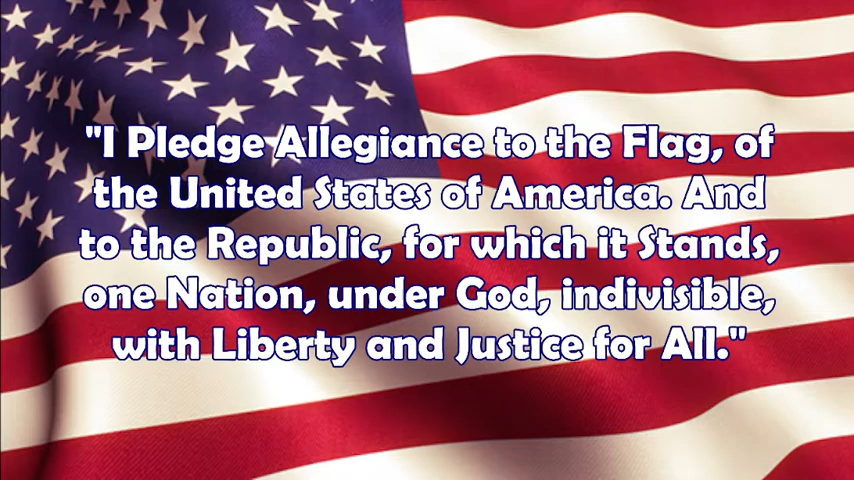 "I Pledge Allegiance to the Flag, of
the United States of America. And
to the Republic, for which it Stands,
one Nation, under God, indivisible,
with Liberty and Justice for All."